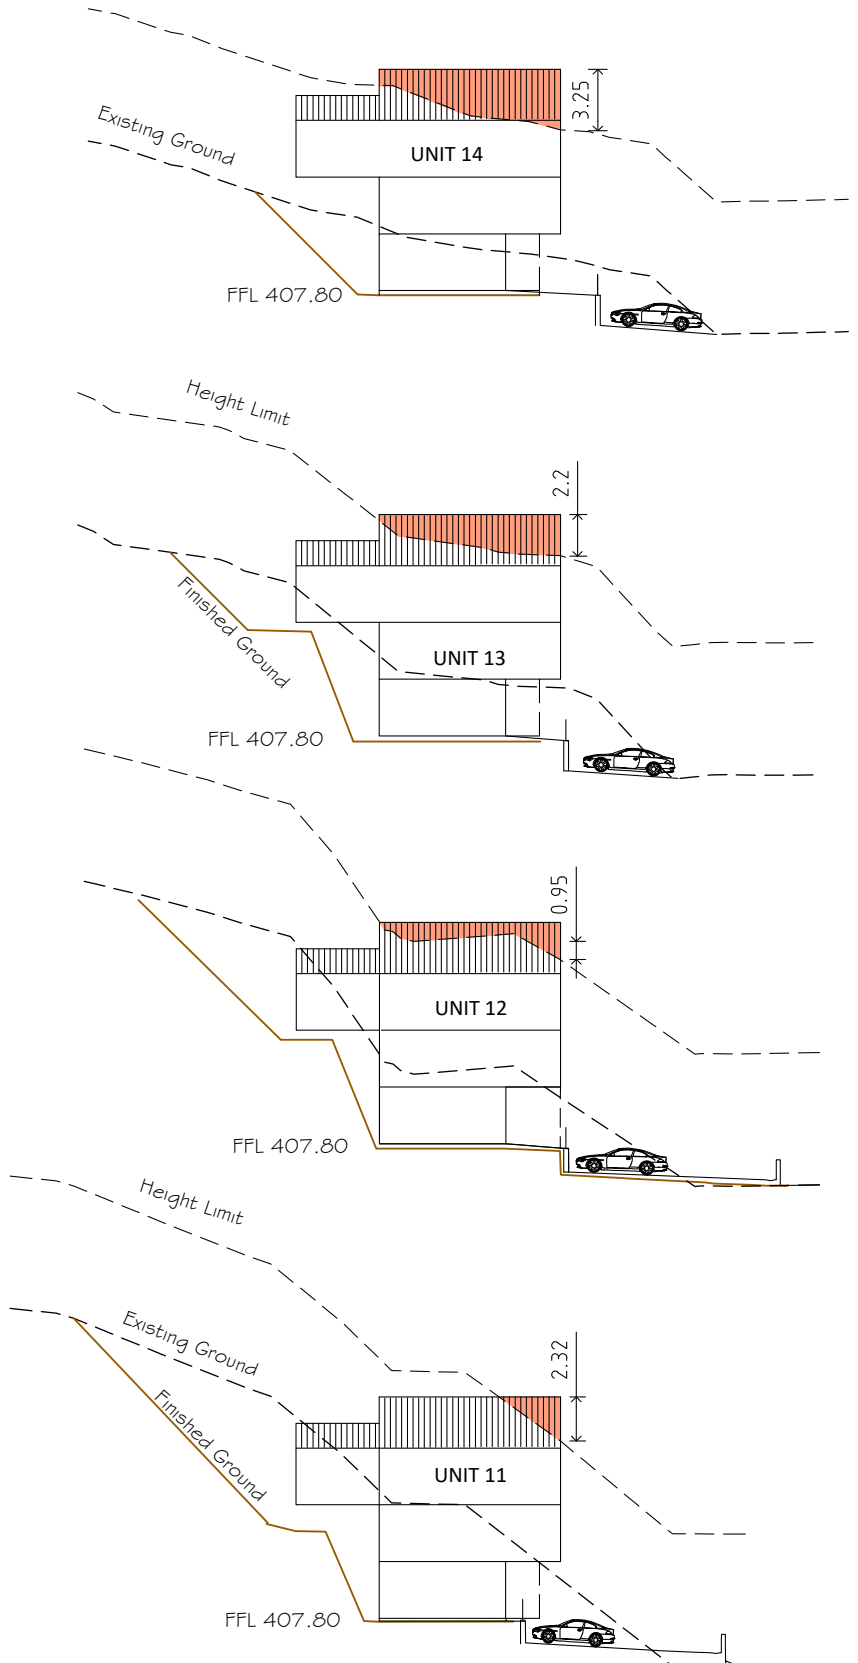 3.25
Existing Ground
UNIT 14
FFL 407.80
Height Limit
2.2
Finished Ground
UNIT 13
FFL 407.80
0.95
UNIT 12
FFL 407.80
Height Limit
Existing Ground
2.32
Finished Ground
UNIT 11
FFL 407.80